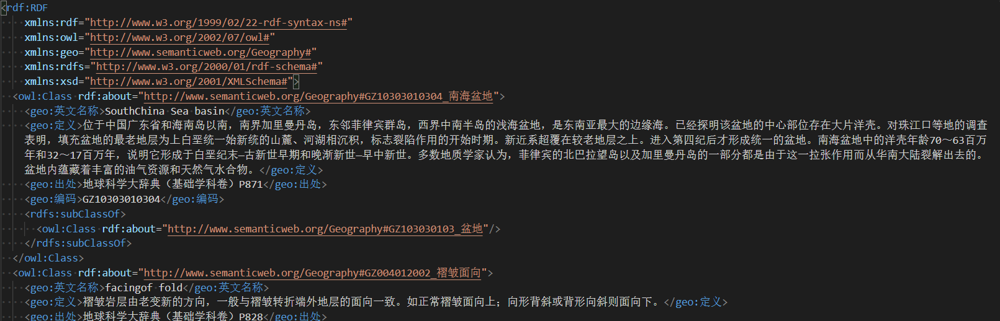 <rdf:RDF
xmlns:rdf="http://www.w3.org/1999/02/22-rdf-syntax-ns#"
xmlns:owl="http://www.w3.org/2002/07/owl#"
xmlns:geo="http://www.semanticweb.org/Geography#"
xmlns:rdfs="http://www.w3.org/2000/01/rdf-schema#"
xmlns:xsd="http://www.w3.org/2001/XMLSchema#">
<owl:Class rdf:about="http://www.semanticweb.org/Geography#GZ10303010304_南海盆地">
<geo:英文名称>SouthChina Sea basin</geo:英文名称>
<geo:定义>位于中国广东省和海南岛以南，南界加里曼丹岛，东邻菲律宾群岛，西界中南半岛的浅海盆地，是东南亚最大的边缘海。已经探明该盆地的中心部位存在大片洋壳。对珠江口等地的调查
表明，填充盆地的最老地层为上白垩统一始新统的山麓、河湖相沉积，标志裂陷作用的开始时期。新近系超覆在较老地层之上。进入第四纪后才形成统一的盆地。南海盆地中的洋壳年龄70～63百万
年和32～17百万年，说明它形成于白垩纪末—古新世早期和晚渐新世—早中新世。多数地质学家认为，菲律宾的北巴拉望岛以及加里曼丹岛的一部分都是由于这一拉张作用而从华南大陆裂解出去的。
盆地内蕴藏着丰富的油气资源和天然气水合物。</geo:定义>
<geo:出处>地球科学大辞典（基础学科卷）P871</geo:出处>
<geo:编码>GZ10303010304</geo:编码>
<rdfs:subClassOf>
<owl:Class rdf:about="http://www.semanticweb.org/Geography#GZ103030103_盆地"/>
</rdfs:subClassOf>
</owl:Class>
<owl:Class rdf:about="http://www.semanticweb.org/Geography#GZ004012002_褶皱面向">
<geo:英文名称>facingof fold</geo:英文名称>
<geo:定义>褶皱岩层由老变新的方向，一般与褶皱转折端外地层的面向一致。如正常褶皱面向上；向形背斜或背形向斜则面向下。</geo:定义>
<geo:出处>地球科学大辞典（基础学科卷）P828</geo:出处>